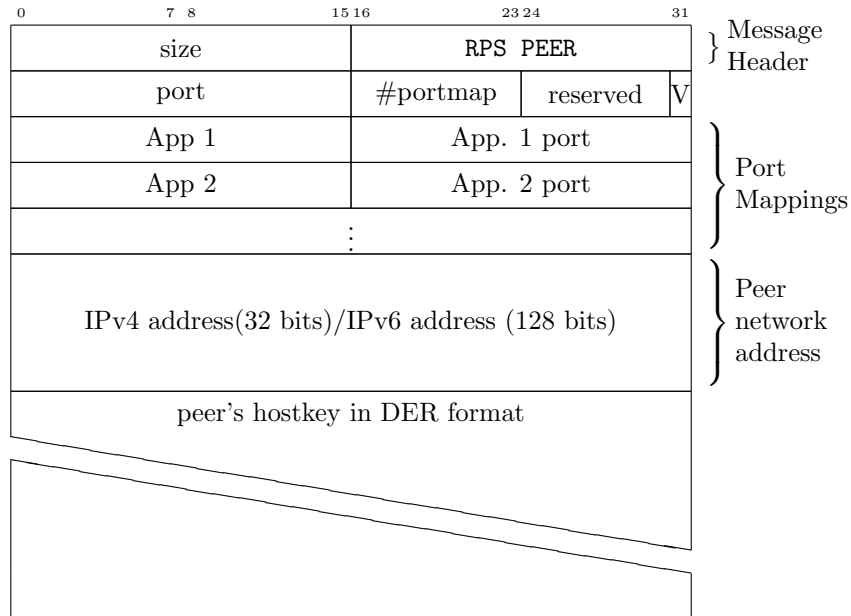 0 7 8 15 16 23 24 31
size RPS PEER
Message
Header
port #portmap reserved V
App 1 App. 1 port
App 2 App. 2 port
Port
Mappings
⋮
IPv4 address(32 bits)/IPv6 address (128 bits)
Peer
network
address
peer's hostkey in DER format